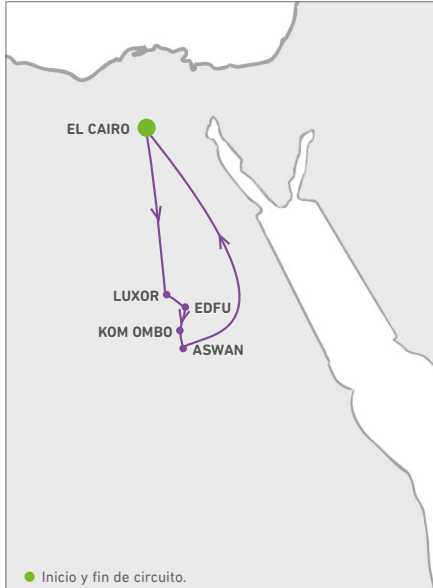 EL CAIRO
LUXOR
EDFU
KOM OMBO
ASWAN
Inicio y fin de circuito.